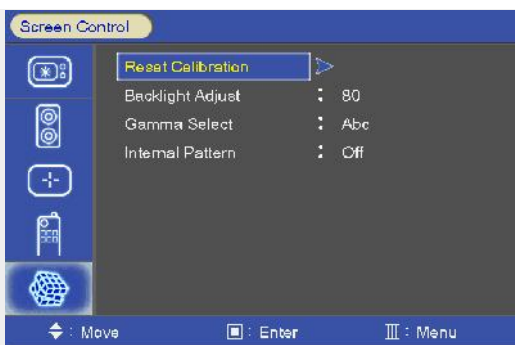 Screen Control
Reset Calibration
Backlight Adjust : 80
Gamma Select : Abc
Internal Pattern : Off
: Move : Enter : Menu